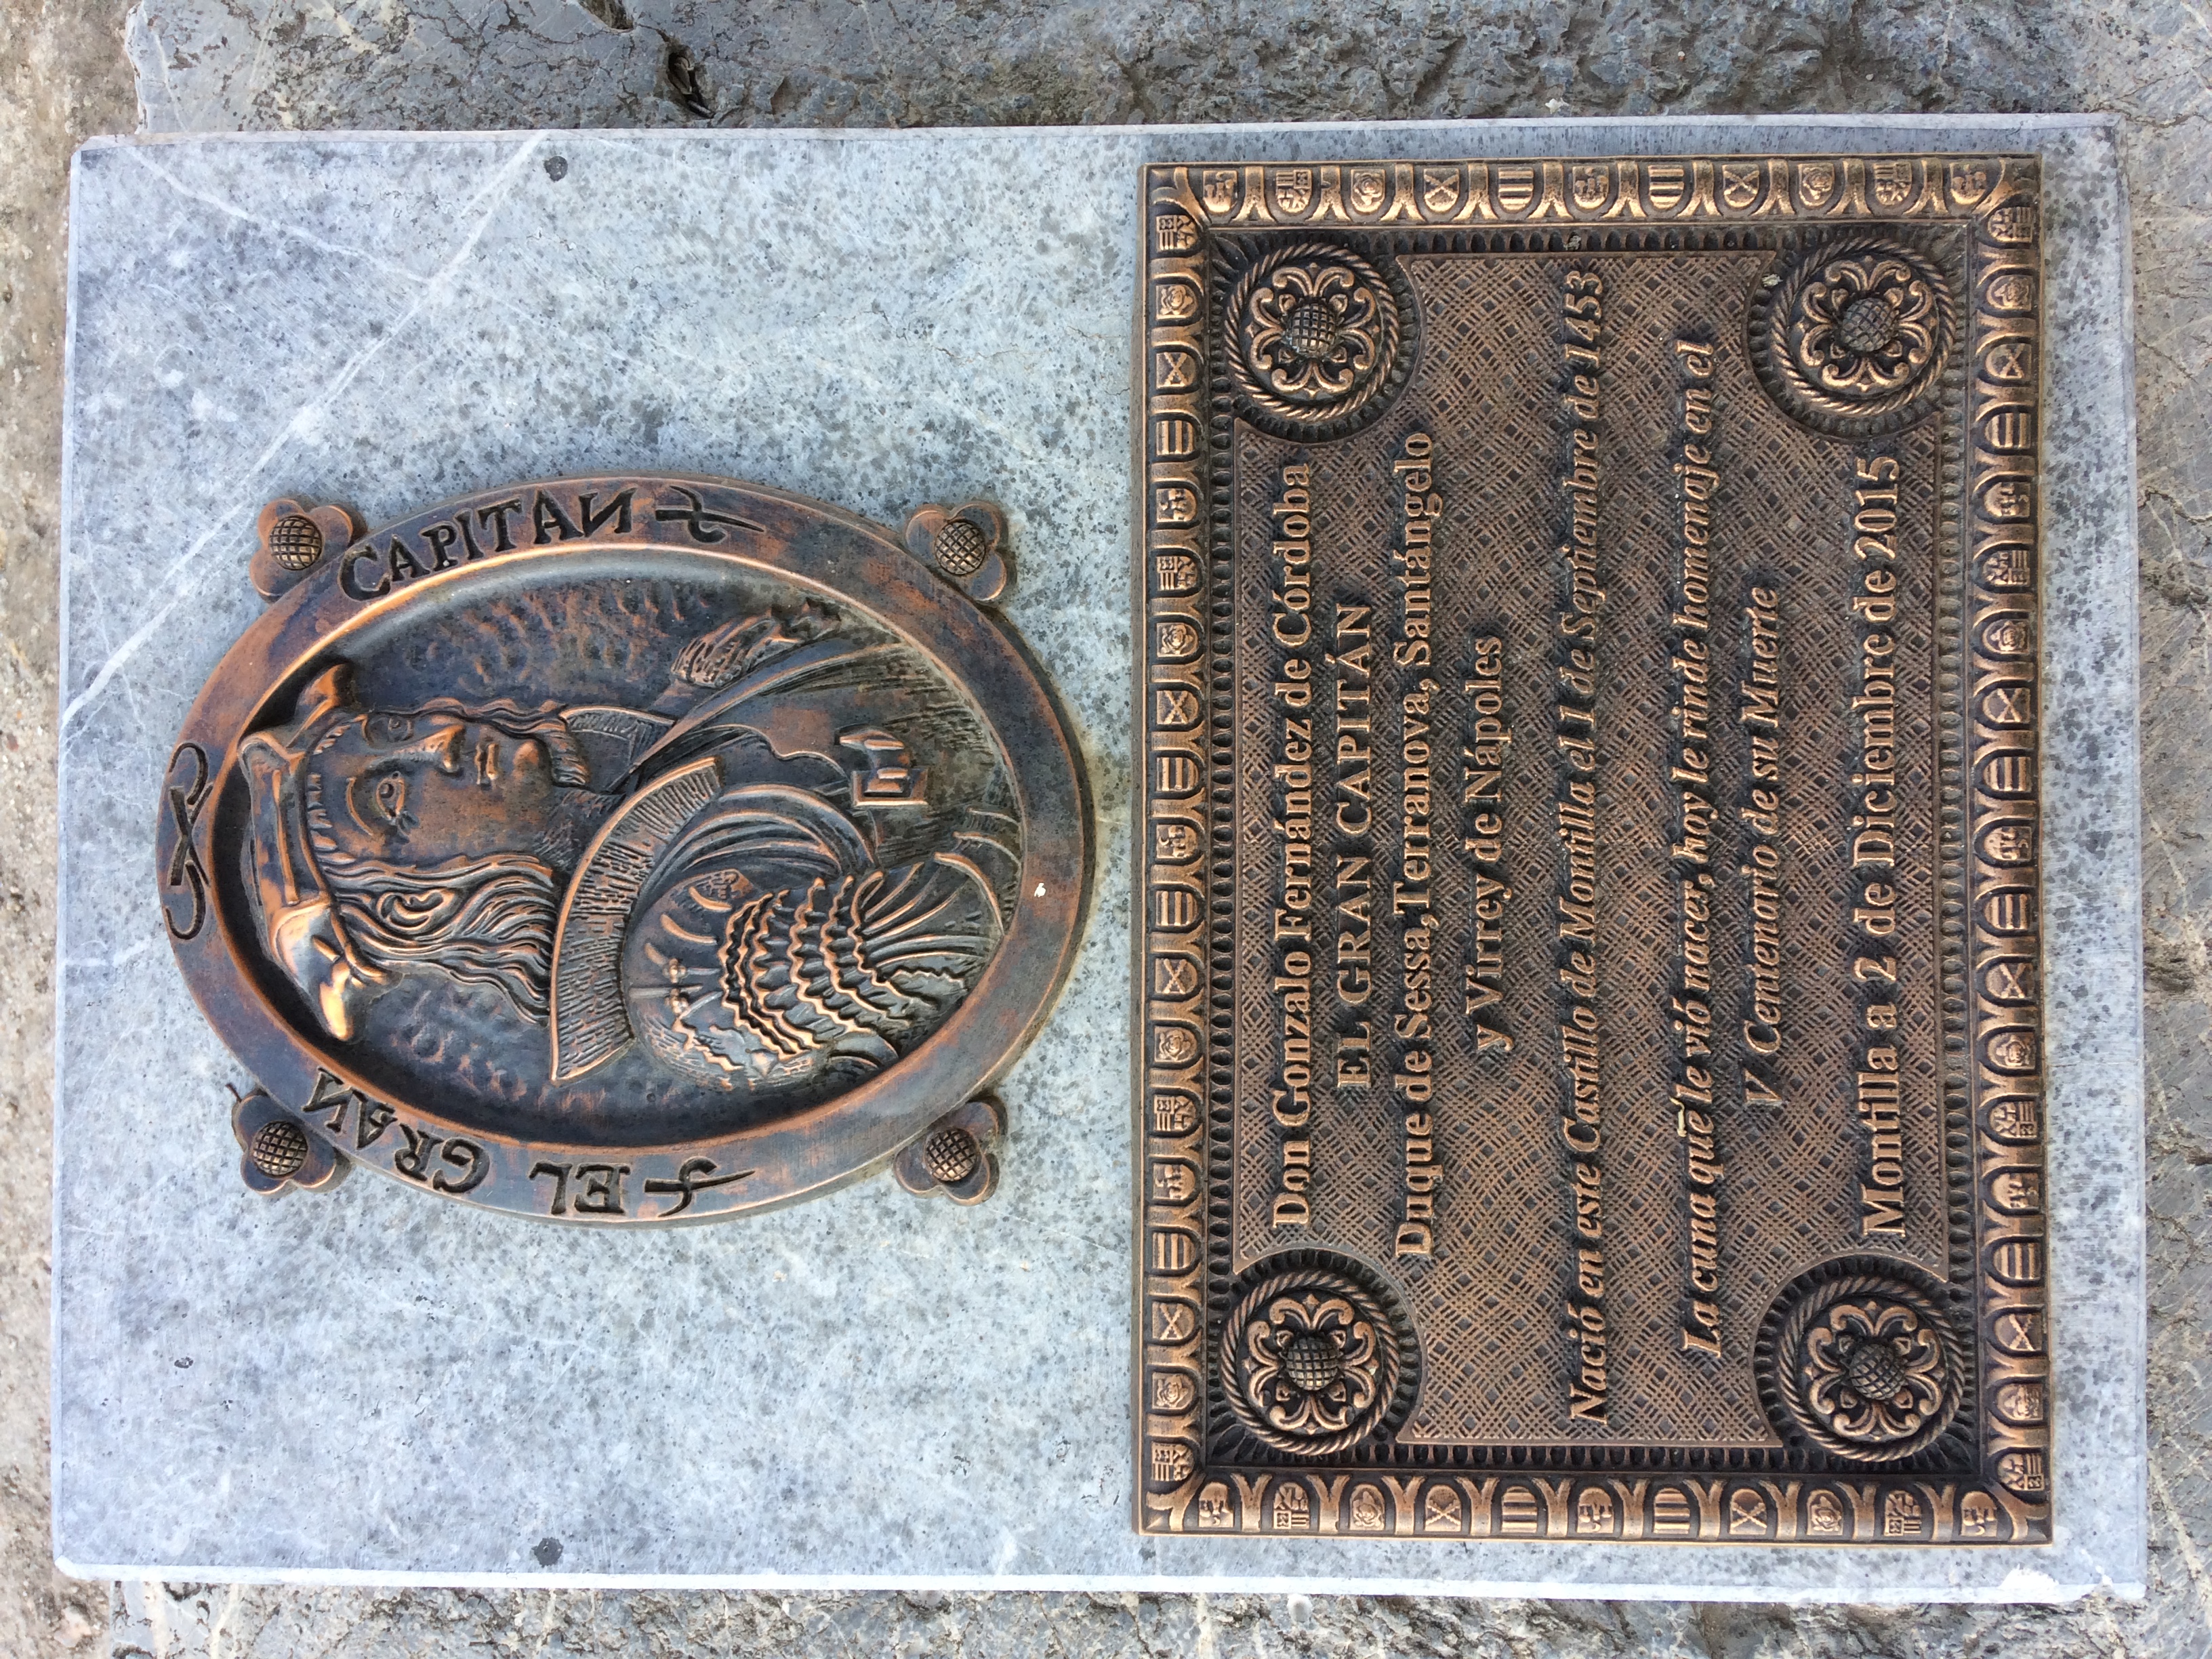 EL GRAN CAPITAN
Don Gonzalo Fernández de Córdoba
EL GRAN CAPITÁN
Duque de Sessa,Terranova, Santángelo
y Virrey de Nápoles
Nació en este Castillo de Montilla el 1 de Septiembre de 1453
La cuna que le vió nacer, hoy le rinde homenaje en el
V Centenario de su Muerte
Montilla a 2 de Diciembre de 2015